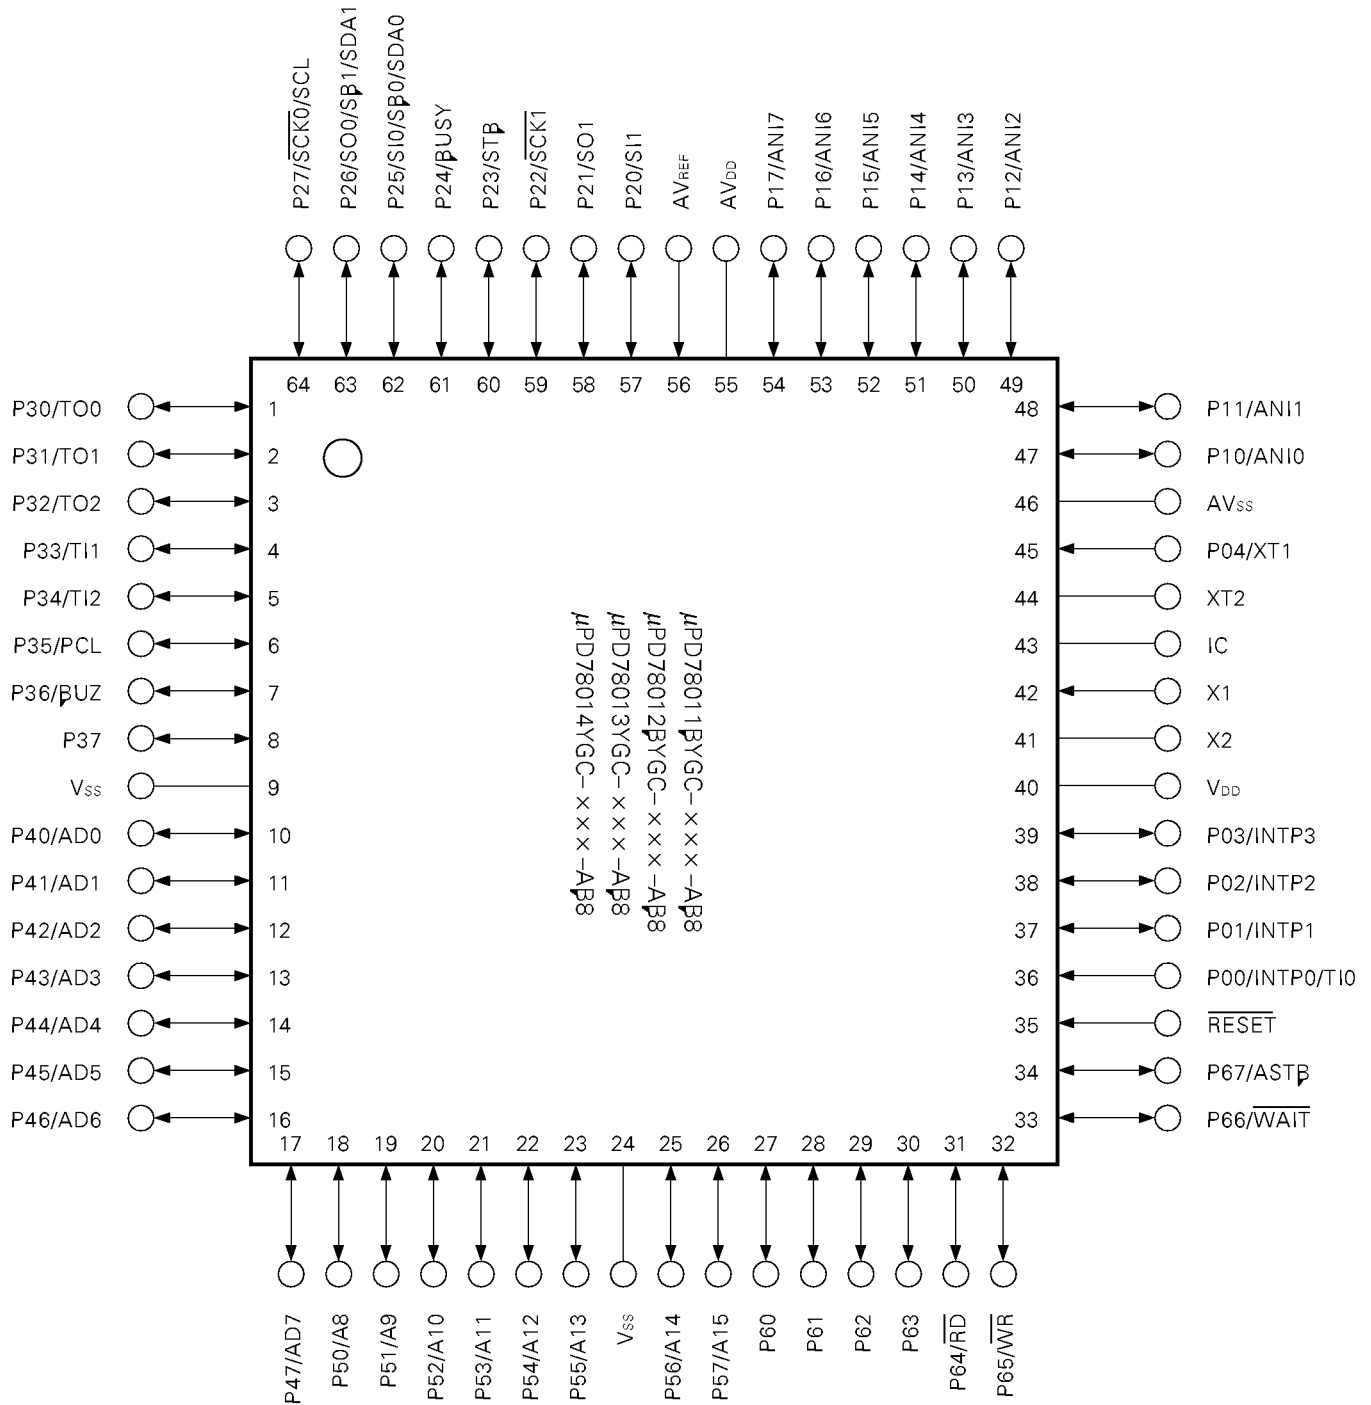 P27/SCK0/SCL
P26/SO0/SB1/SDA1
P25/SI0/SB0/SDA0
P24/BUSY
P23/STB
P22/SCK1
P21/SO1
P20/SI1
AVREF
AVDD
P17/ANI7
P16/ANI6
P15/ANI5
P14/ANI4
P13/ANI3
P12/ANI2
64 63 62 61 60 59 58 57 56 55 54 53 52 51 50 49
P30/TO0 1
P31/TO1 2
P32/TO2 3
P33/TI1 4
P34/TI2 5
P35/PCL 6
P36/BUZ 7
P37 8
VSS 9
P40/AD0 10
P41/AD1 11
P42/AD2 12
P43/AD3 13
P44/AD4 14
P45/AD5 15
P46/AD6 16
μPD78011BYGC-×××-AB8
μPD78012BYGC-×××-AB8
μPD78013YGC-×××-AB8
μPD78014YGC-×××-AB8
48 P11/ANI1
47 P10/ANI0
46 AVSS
45 P04/XT1
44 XT2
43 IC
42 X1
41 X2
40 VDD
39 P03/INTP3
38 P02/INTP2
37 P01/INTP1
36 P00/INTP0/TI0
35 RESET
34 P67/ASTB
33 P66/WAIT
17 18 19 20 21 22 23 24 25 26 27 28 29 30 31 32
P47/AD7
P50/A8
P51/A9
P52/A10
P53/A11
P54/A12
P55/A13
VSS
P56/A14
P57/A15
P60
P61
P62
P63
P64/RD
P65/WR